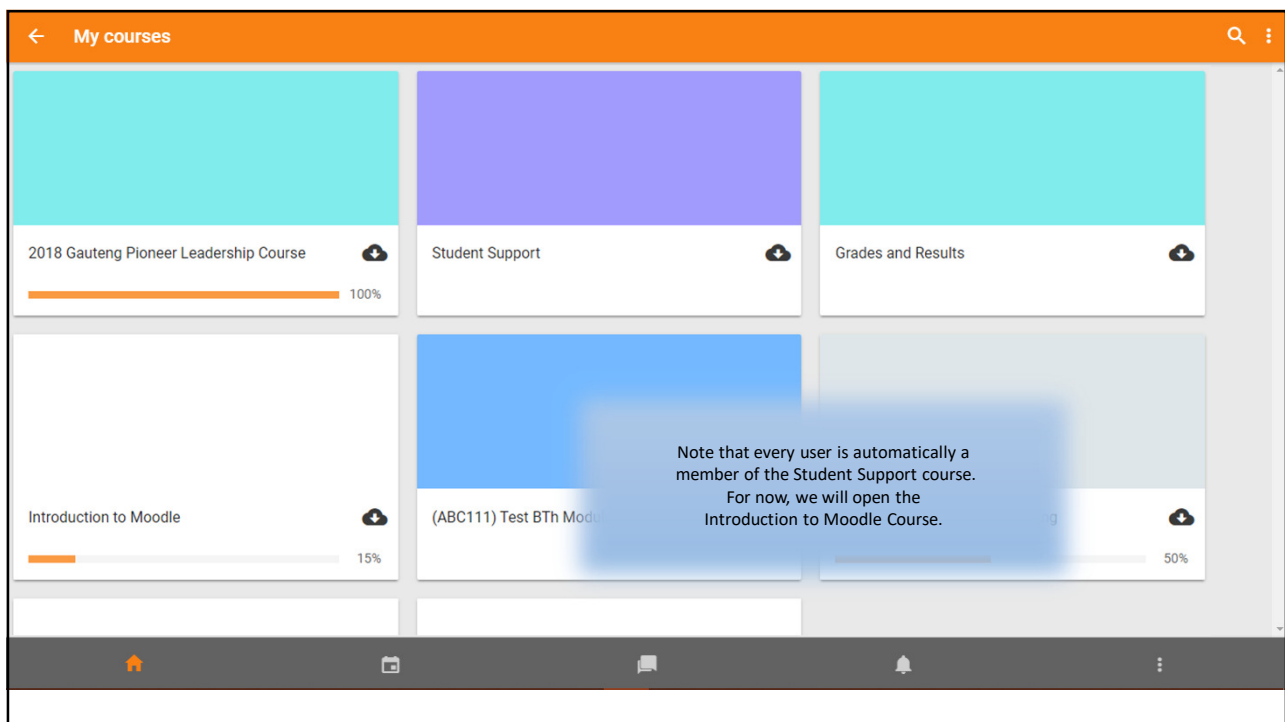 My courses
2018 Gauteng Pioneer Leadership Course
100%
Student Support
Grades and Results
Introduction to Moodle
15%
(ABC111) Test BTh
50%
Note that every user is automatically a
member of the Student Support course.
For now, we will open the
Introduction to Moodle Course.